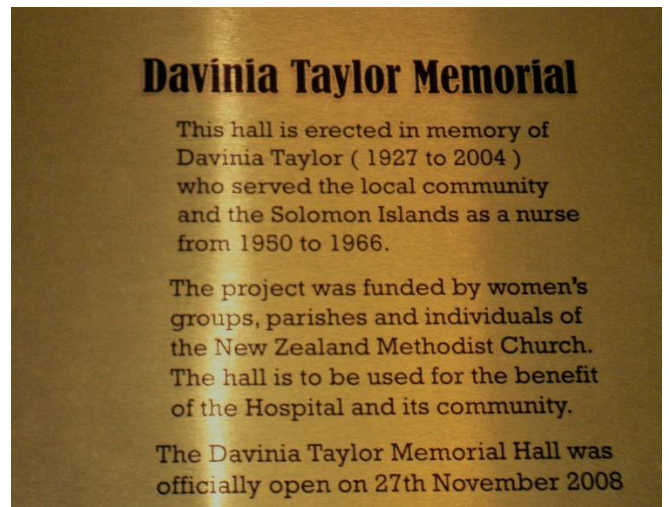 Davinia Taylor Memorial
This hall is erected in memory of
Davinia Taylor ( 1927 to 2004 )
who served the local community
and the Solomon Islands as a nurse
from 1950 to 1966.
The project was funded by women's
groups, parishes and individuals of
the New Zealand Methodist Church.
The hall is to be used for the benefit
of the Hospital and its community.
The Davinia Taylor Memorial Hall was
officially open on 27th November 2008